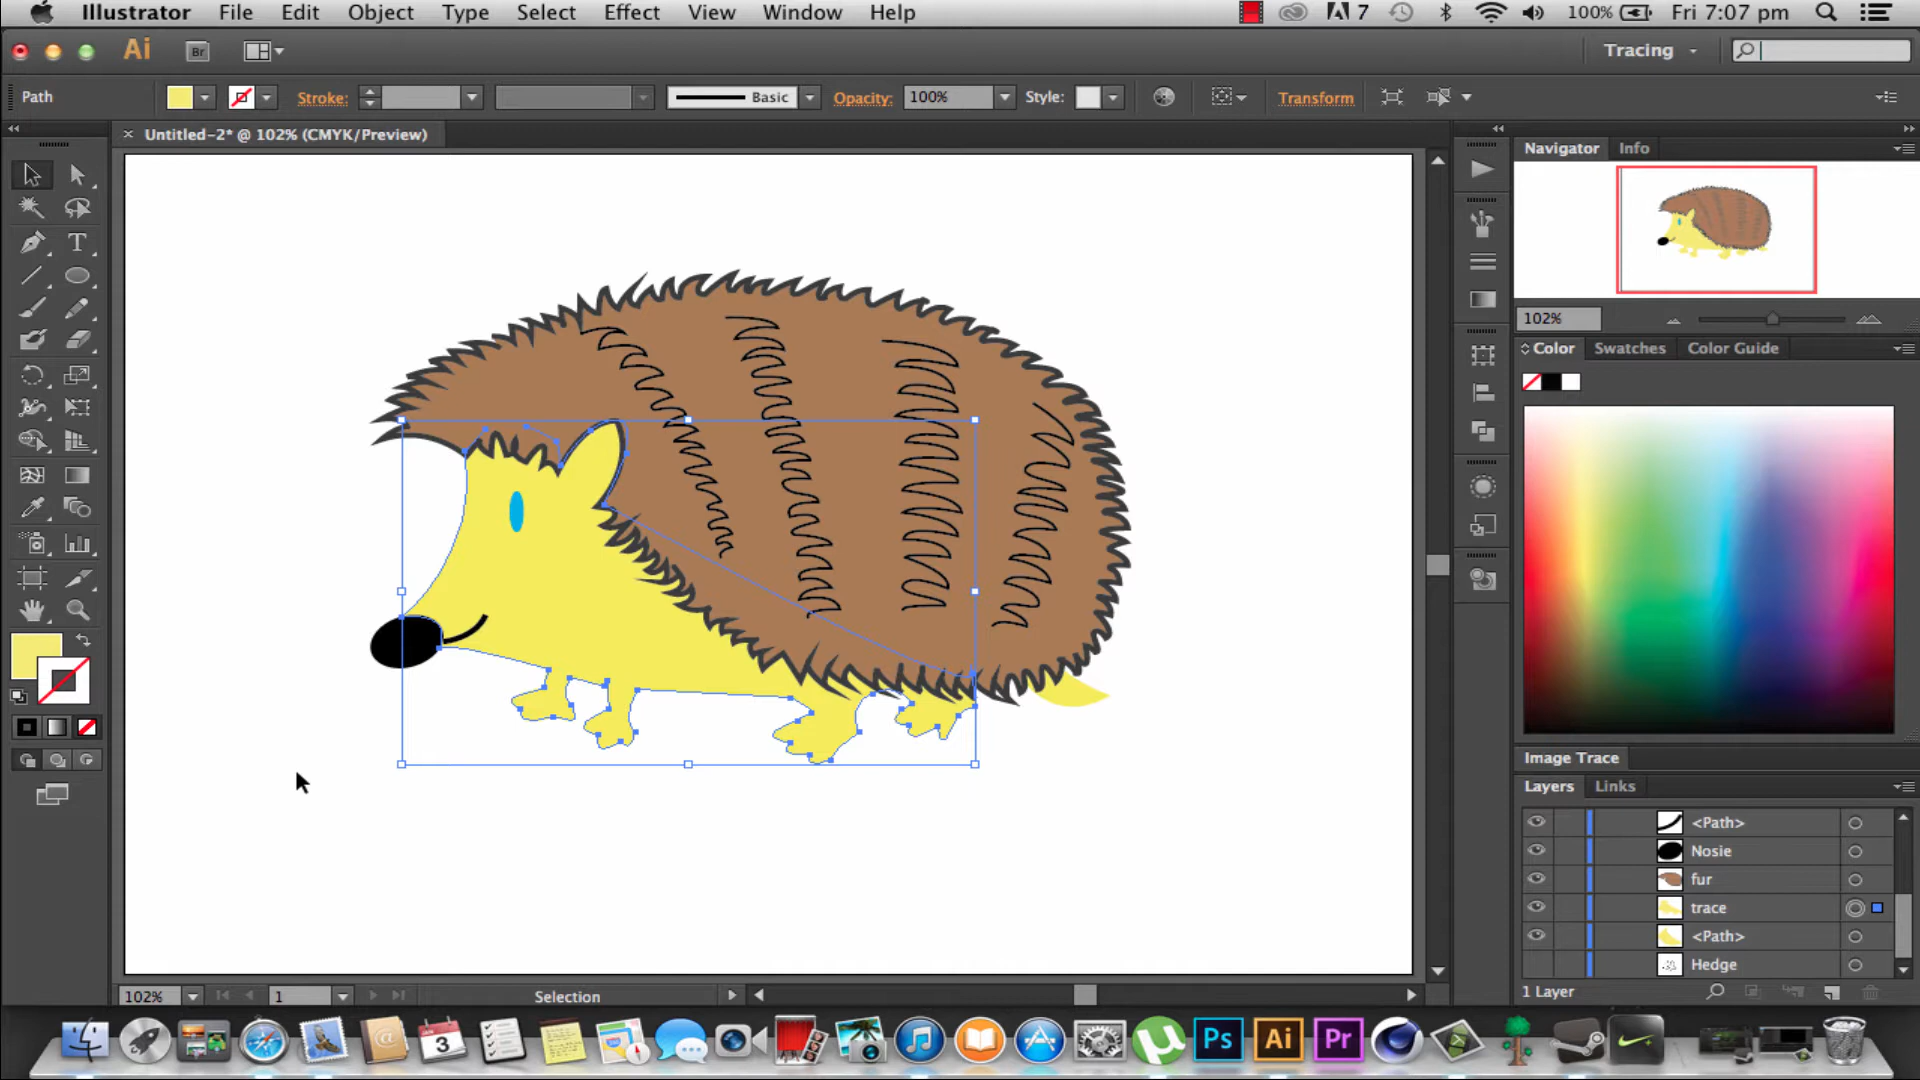 Illustrator File Edit Object Type Select Effect View Window Help 7 100% Fri 7:07 pm
Ai Br Tracing
Path Stroke: Basic Opacity: 100% Style: Transform
× Untitled-2* @ 102% (CMYK/Preview)
Navigator Info
102%
Color Swatches Color Guide
Image Trace
Layers Links
<Path>
Nosie
fur
trace
<Path>
Hedge
1 Layer
102% 1 Selection
JAN
3
Ps Ai Pr